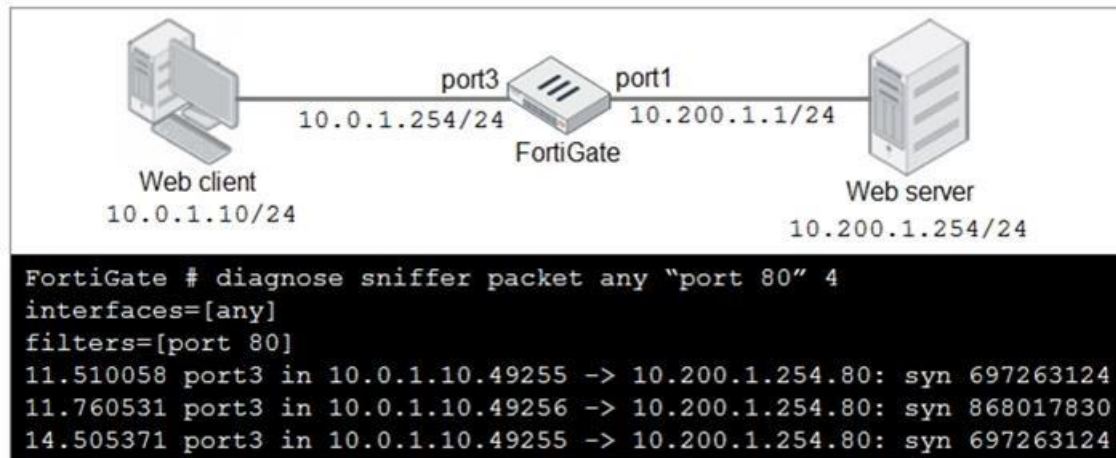 port3
port1
10.0.1.254/24
10.200.1.1/24
FortiGate
Web client
10.0.1.10/24
Web server
10.200.1.254/24
FortiGate # diagnose sniffer packet any “port 80” 4
interfaces=[any]
filters=[port 80]
11.510058 port3 in 10.0.1.10.49255 -> 10.200.1.254.80: syn 697263124
11.760531 port3 in 10.0.1.10.49256 -> 10.200.1.254.80: syn 868017830
14.505371 port3 in 10.0.1.10.49255 -> 10.200.1.254.80: syn 697263124